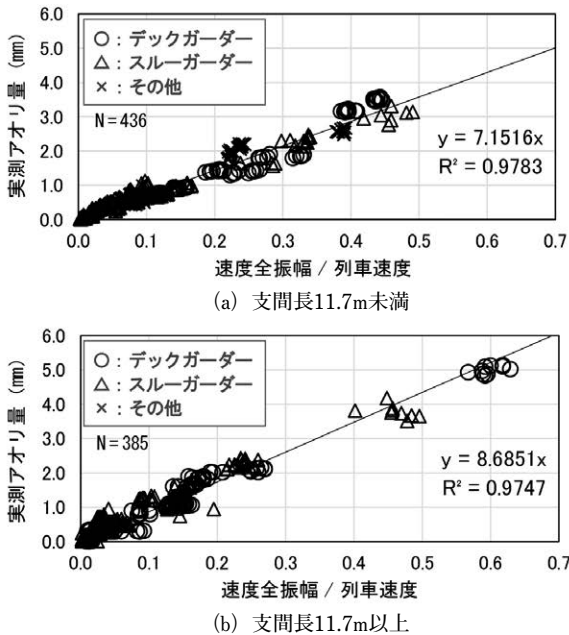 実測アオリ量 (mm)
6.0
5.0
4.0
3.0
2.0
1.0
0.0
○：デックガーダー
△：スルーガーダー
×：その他
N＝436
y = 7.1516x
R² = 0.9783
0.0 0.1 0.2 0.3 0.4 0.5 0.6 0.7
速度全振幅 / 列車速度
(a) 支間長11.7m未満
実測アオリ量 (mm)
6.0
5.0
4.0
3.0
2.0
1.0
0.0
○：デックガーダー
△：スルーガーダー
×：その他
N＝385
y = 8.6851x
R² = 0.9747
0.0 0.1 0.2 0.3 0.4 0.5 0.6 0.7
速度全振幅 / 列車速度
(b) 支間長11.7m以上